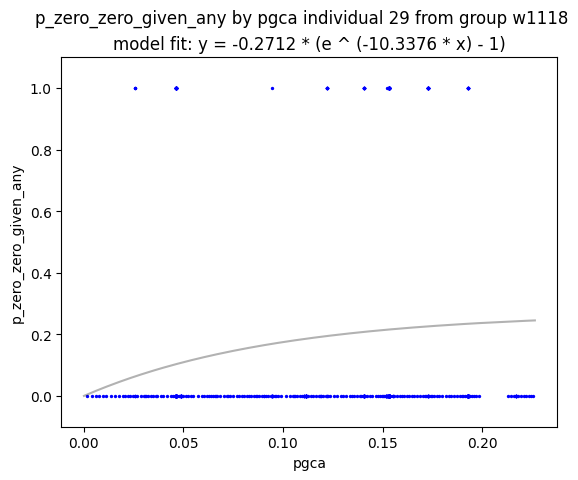 p_zero_zero_given_any by pgca individual 29 from group w1118
model fit: y = -0.2712 * (e ^ (-10.3376 * x) - 1)
1.0
0.8
0.6
0.4
0.2
0.0
p_zero_zero_given_any
0.00 0.05 0.10 0.15 0.20
pgca